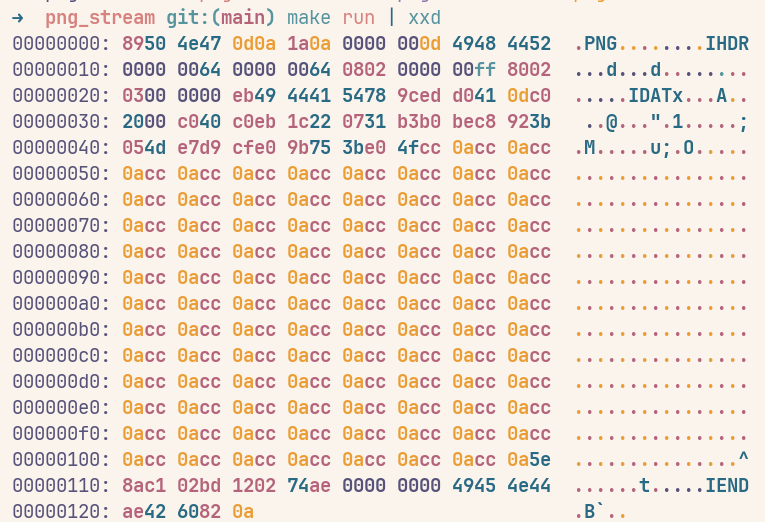 → png_stream git:(main) make run | xxd
00000000: 8950 4e47 0d0a 1a0a 0000 000d 4948 4452 .PNG........IHDR
00000010: 0000 0064 0000 0064 0802 0000 00ff 8002 ...d...d........
00000020: 0300 0000 eb49 4441 5478 9ced d041 0dc0 .....IDATx...A..
00000030: 2000 c040 c0eb 1c22 0731 b3b0 bec8 923b ..@...".1.....;
00000040: 054d e7d9 cfe0 9b75 3be0 4fcc 0acc 0acc .M.....u;.O.....
00000050: 0acc 0acc 0acc 0acc 0acc 0acc 0acc 0acc ................
00000060: 0acc 0acc 0acc 0acc 0acc 0acc 0acc 0acc ................
00000070: 0acc 0acc 0acc 0acc 0acc 0acc 0acc 0acc ................
00000080: 0acc 0acc 0acc 0acc 0acc 0acc 0acc 0acc ................
00000090: 0acc 0acc 0acc 0acc 0acc 0acc 0acc 0acc ................
000000a0: 0acc 0acc 0acc 0acc 0acc 0acc 0acc 0acc ................
000000b0: 0acc 0acc 0acc 0acc 0acc 0acc 0acc 0acc ................
000000c0: 0acc 0acc 0acc 0acc 0acc 0acc 0acc 0acc ................
000000d0: 0acc 0acc 0acc 0acc 0acc 0acc 0acc 0acc ................
000000e0: 0acc 0acc 0acc 0acc 0acc 0acc 0acc 0acc ................
000000f0: 0acc 0acc 0acc 0acc 0acc 0acc 0acc 0acc ................
00000100: 0acc 0acc 0acc 0acc 0acc 0acc 0acc 0a5e ...............^
00000110: 8ac1 02bd 1202 74ae 0000 0000 4945 4e44 ......t.....IEND
00000120: ae42 6082 0a .B`..